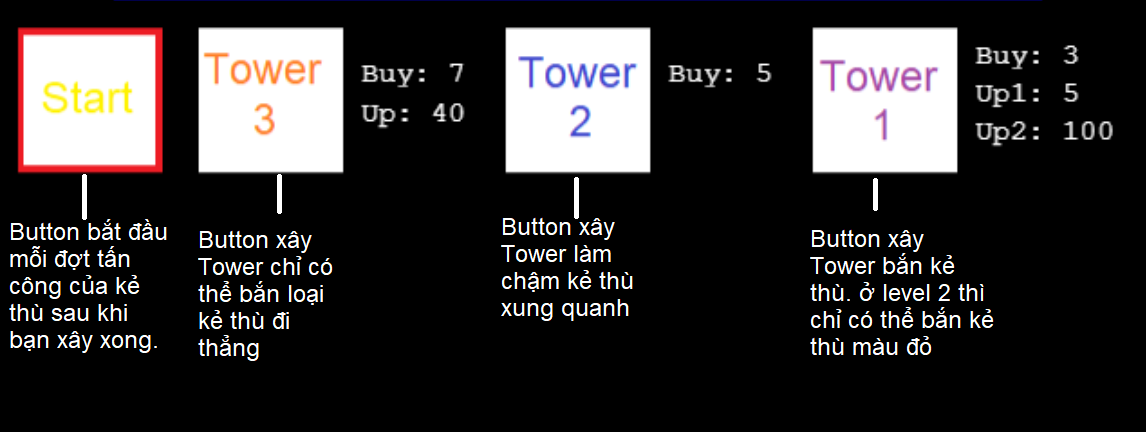 Start
Tower
3
Buy: 7
Up: 40
Tower
2
Buy: 5
Tower
1
Buy: 3
Up1: 5
Up2: 100
Button bắt đầu
mỗi đợt tấn
công của kẻ
thù sau khi
bạn xây xong.
Button xây
Tower chỉ có
thể bắn loại
kẻ thù đi
thẳng
Button xây
Tower làm
chậm kẻ thù
xung quanh
Button xây
Tower bắn kẻ
thù. ở level 2 thì
chỉ có thể bắn kẻ
thù màu đỏ